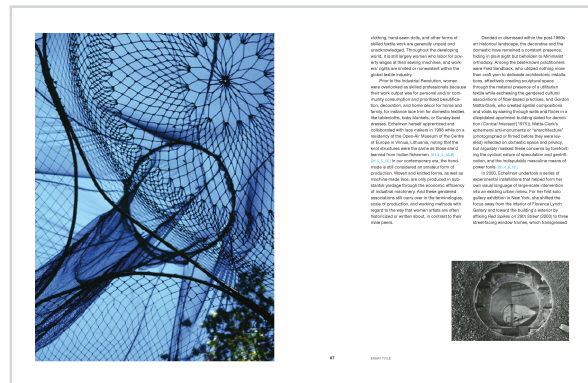 clothing, hand-sewn dolls, and other forms of
skilled textile work are generally unpaid and
unacknowledged. Throughout the developing
world, it is still largely women who labor for pov-
erty wages at their sewing machines, and work-
ers' rights are limited or nonexistent within the
global textile industry.
Prior to the Industrial Revolution, women
were overlooked as skilled professionals because
their work output was for personal and/or com-
munity consumption and prioritized beautifica-
tion, decoration, and home décor for home and
family, for instance lace trim for domestic textiles
like tablecloths, baby blankets, or Sunday-best
dresses. Echelman herself apprenticed and
collaborated with lace makers in 1998 while on a
residency at the Open-Air Museum of the Centre
of Europe in Vilnius, Lithuania, noting that the
knot structures were the same as those she'd
learned from Indian fishermen.
In our contemporary era, the hand-
made is still considered an amateur form of
production. Woven and knitted forms, as well as
machine-made lace, are only produced in sub-
stantial yardage through the economic efficiency
of industrial machinery. And these gendered
associations still carry over in the terminologies,
scale of production, and working methods with
regard to the way that women artists are often
historicized or written about, in contrast to their
male peers.
Derided or dismissed within the post-1960s
art historical landscape, the decorative and the
domestic have remained a constant presence,
hiding in plain sight but beholden to Minimalist
orthodoxy. Among the best-known practitioners
were Fred Sandback, who utilized nothing more
than craft yarn to delineate architectonic installa-
tions, effectively creating sculptural space
through the material presence of a utilitarian
textile while eschewing the gendered cultural
associations of fiber-based practices, and Gordon
Matta-Clark, who created spatial compositions
and voids by sawing through walls and floors in a
dilapidated apartment building slated for demoli-
tion (Conical Intersect [1975]). Matta-Clark's
ephemeral anti-monuments or "anarchitecture"
photographed or filmed before they were lev-
eled) reflected on domestic space and privacy,
but arguably masked these concerns by forefront-
ing the cyclical nature of speculation and gentrifi-
cation, and the indisputably masculine means of
power tools.
In 2000, Echelman undertook a series of
experimental installations that helped form her
own visual language of large-scale intervention
into an existing urban milieu. For her first solo
gallery exhibition in New York, she shifted the
focus away from the interior of Florence Lynch
Gallery and toward the building's exterior by
affixing Red Spikes on 29th Street (2000) to three
street-facing window-frames, which transgressed
67
ESSAY TITLE